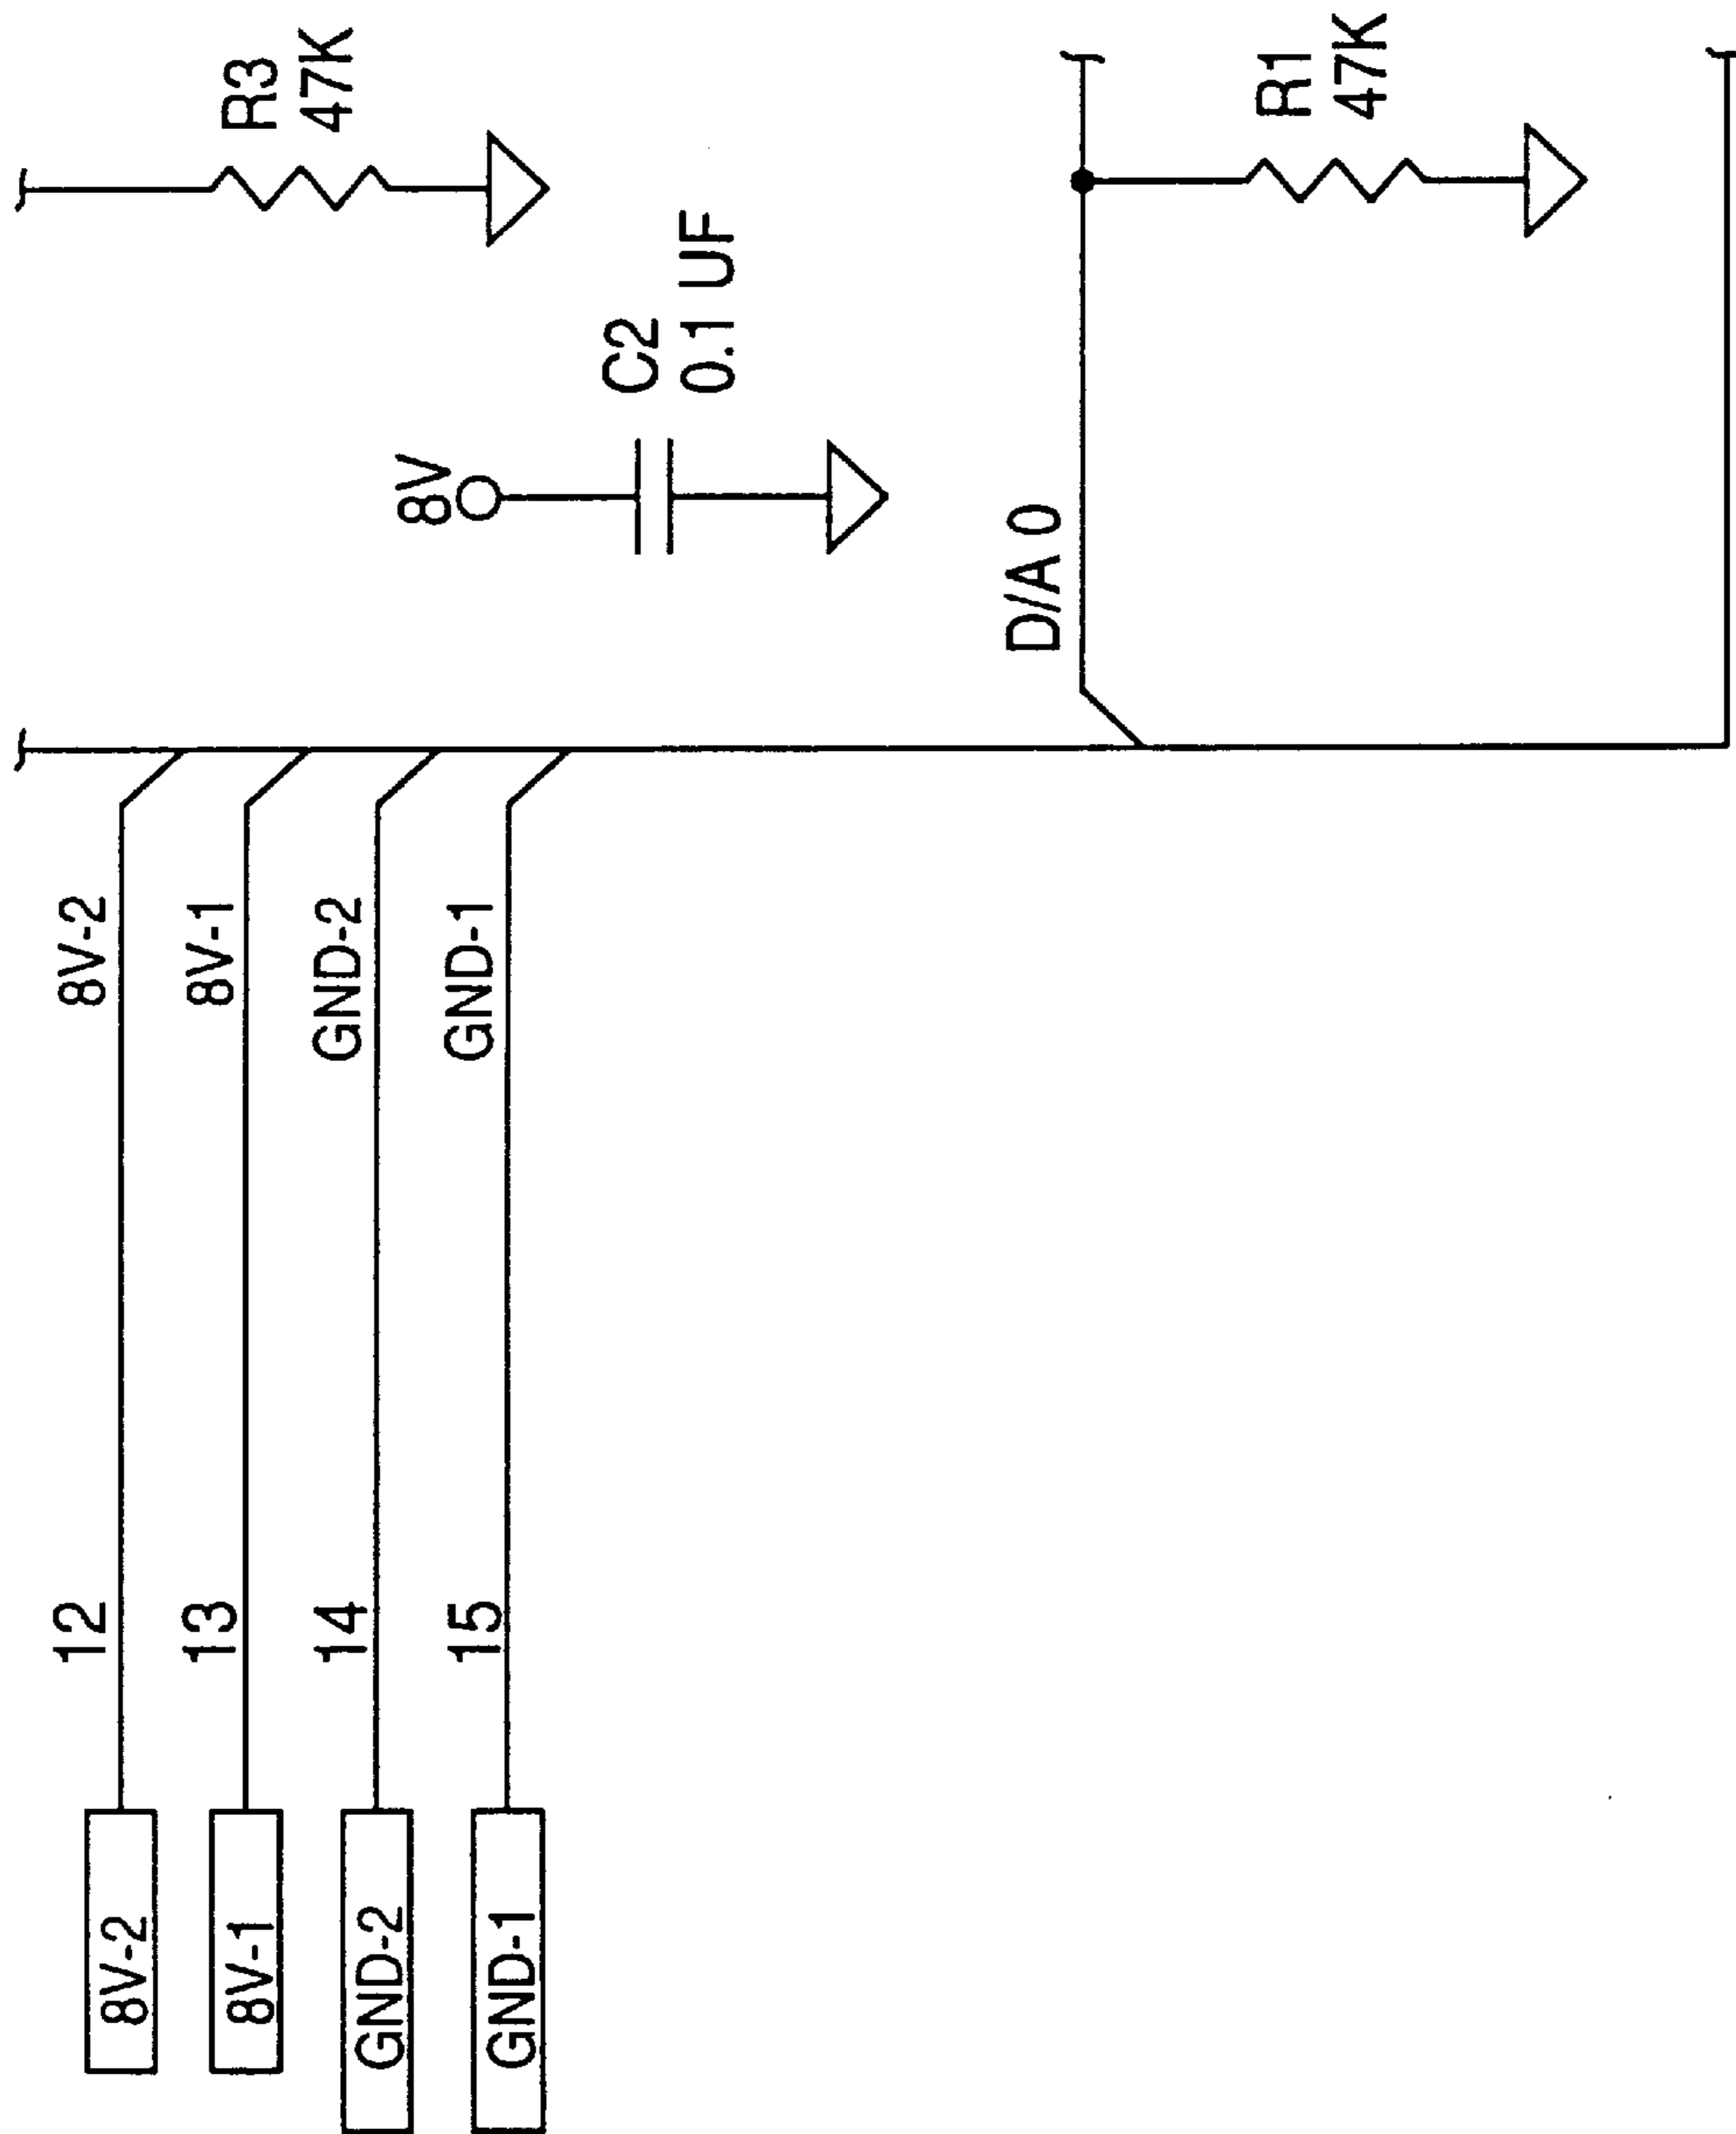 R3
47K
8V
C2
0.1 UF
D/A 0
R1
47K
8V-2
12
8V-2
8V-1
13
8V-1
GND-2
14
GND-2
GND-1
15
GND-1